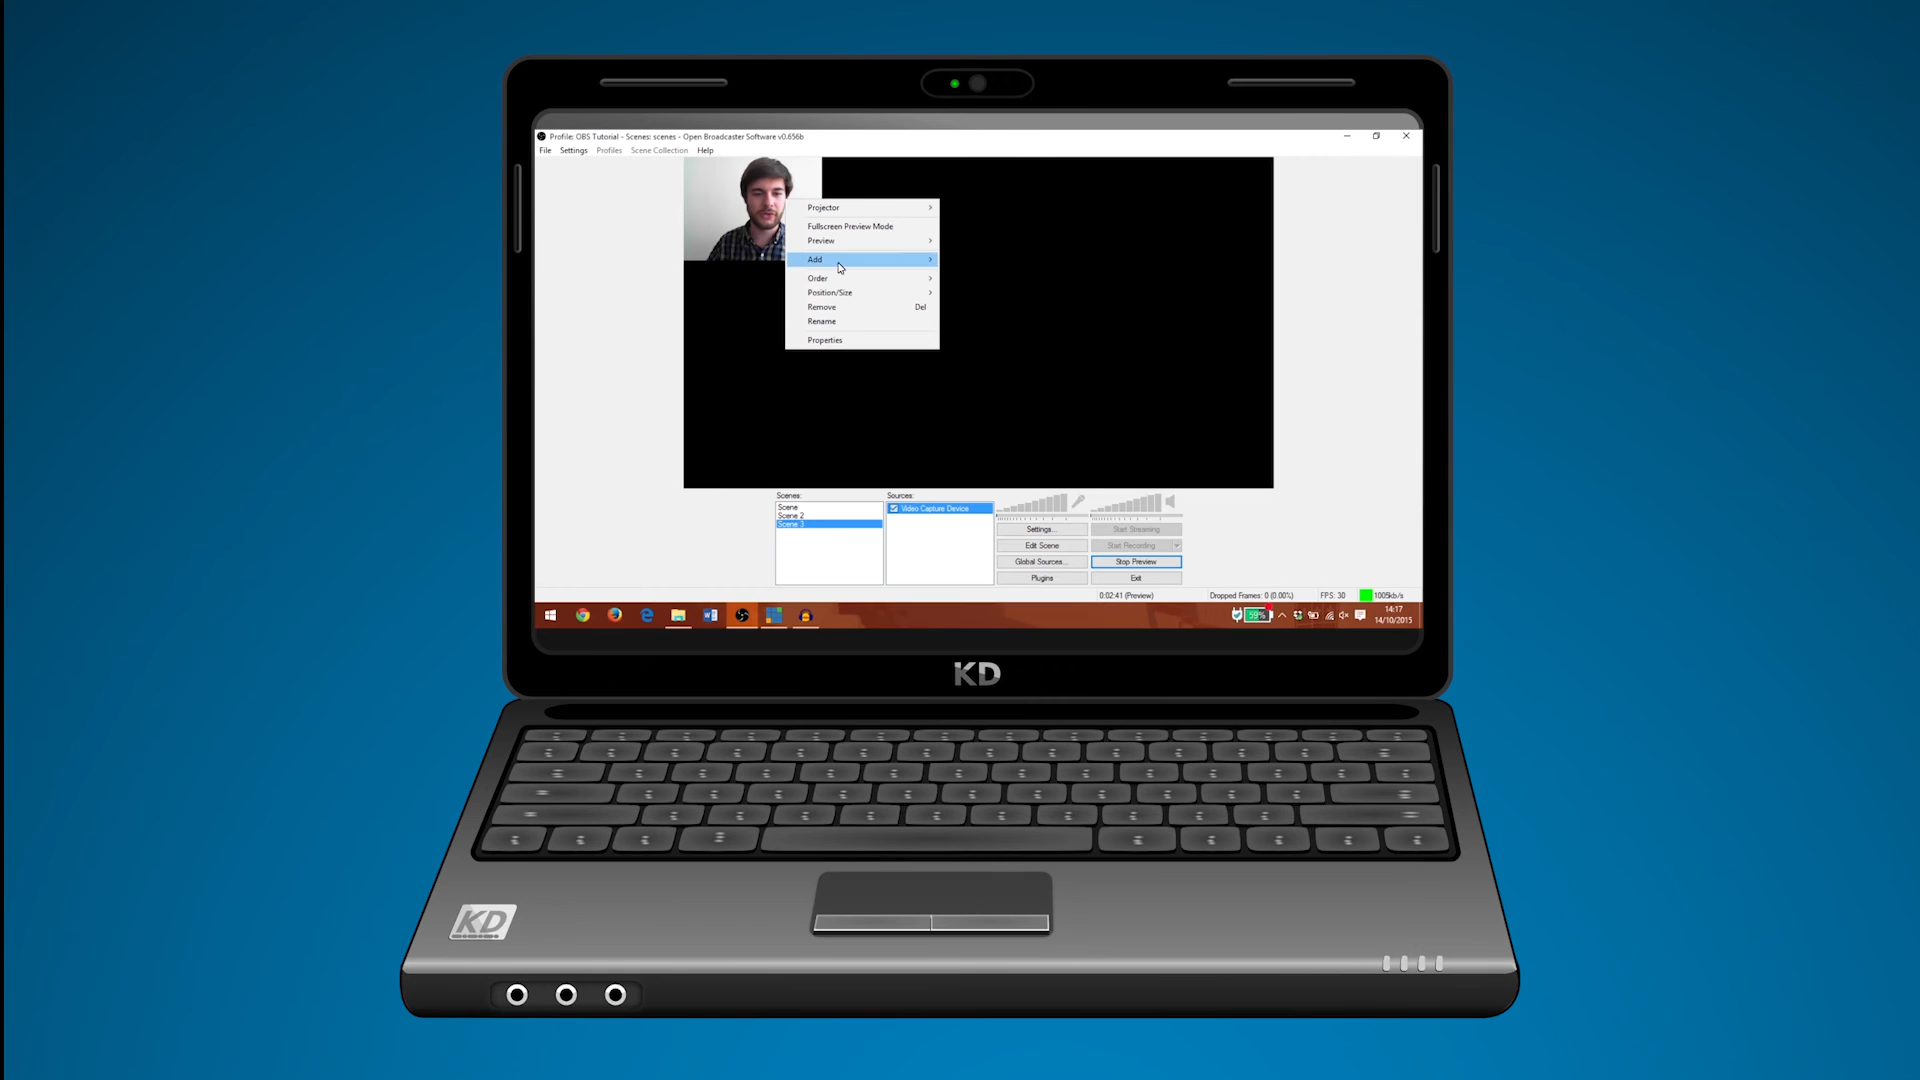 Profile: OBS Tutorial - Scenes: scenes - Open Broadcaster Software v0.656b
File Settings Profiles Scene Collection Help
Projector
Fullscreen Preview Mode
Preview
Add
Order
Position/Size
Remove Del
Rename
Properties
Scenes: Sources:
Scene
Scene 2
Scene 3
Video Capture Device
Settings... Start Streaming
Edit Scene Start Recording
Global Sources... Stop Preview
Plugins Exit
0:02:41 (Preview) Dropped Frames: 0 (0.00%) FPS: 30 1005kb/s
59%
14:17
14/10/2015
KD
KD